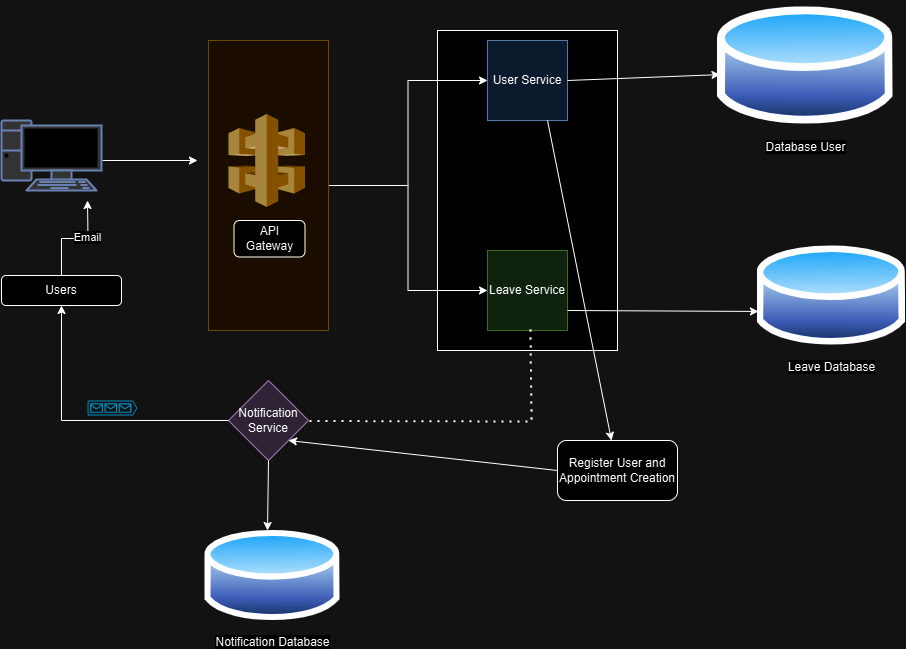 User Service
Database User
API
Gateway
Email
Users
Leave Service
Leave Database
Notification
Service
Register User and
Appointment Creation
Notification Database